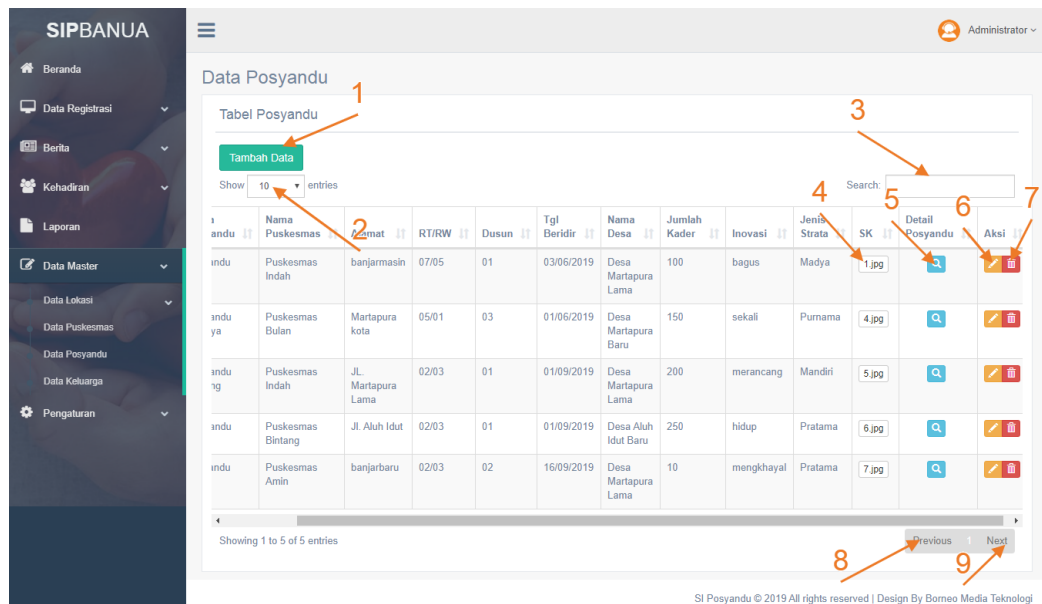 SIPBANUA
Administrator
Beranda
Data Registrasi
Berita
Kehadiran
Laporan
Data Master
Data Lokasi
Data Puskesmas
Data Posyandu
Data Keluarga
Pengaturan
Data Posyandu
1
Tabel Posyandu
3
Tambah Data
Show 10 entries
Search:
2
4
5
6
7
andu Nama Puskesmas Alamat RT/RW Dusun Tgl Beridir Nama Desa Jumlah Kader Inovasi Jenis Strata SK Detail Posyandu Aksi
andu Puskesmas Indah banjarmasin 07/05 01 03/06/2019 Desa Martapura Lama 100 bagus Madya 1.jpg
andu ya Puskesmas Bulan Martapura kota 05/01 03 01/06/2019 Desa Martapura Baru 150 sekali Purnama 4.jpg
andu ng Puskesmas Indah JL. Martapura Lama 02/03 01 01/09/2019 Desa Martapura Lama 200 merancang Mandiri 5.jpg
andu Puskesmas Bintang Jl. Aluh Idut 02/03 01 01/09/2019 Desa Aluh Idut Baru 250 hidup Pratama 6.jpg
andu Puskesmas Amin banjarbaru 02/03 02 16/09/2019 Desa Martapura Lama 10 mengkhayal Pratama 7.jpg
Showing 1 to 5 of 5 entries
Previous 1 Next
8
9
SI Posyandu © 2019 All rights reserved | Design By Borneo Media Teknologi